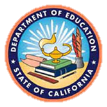 DEPARTMENT OF EDUCATION
STATE OF CALIFORNIA